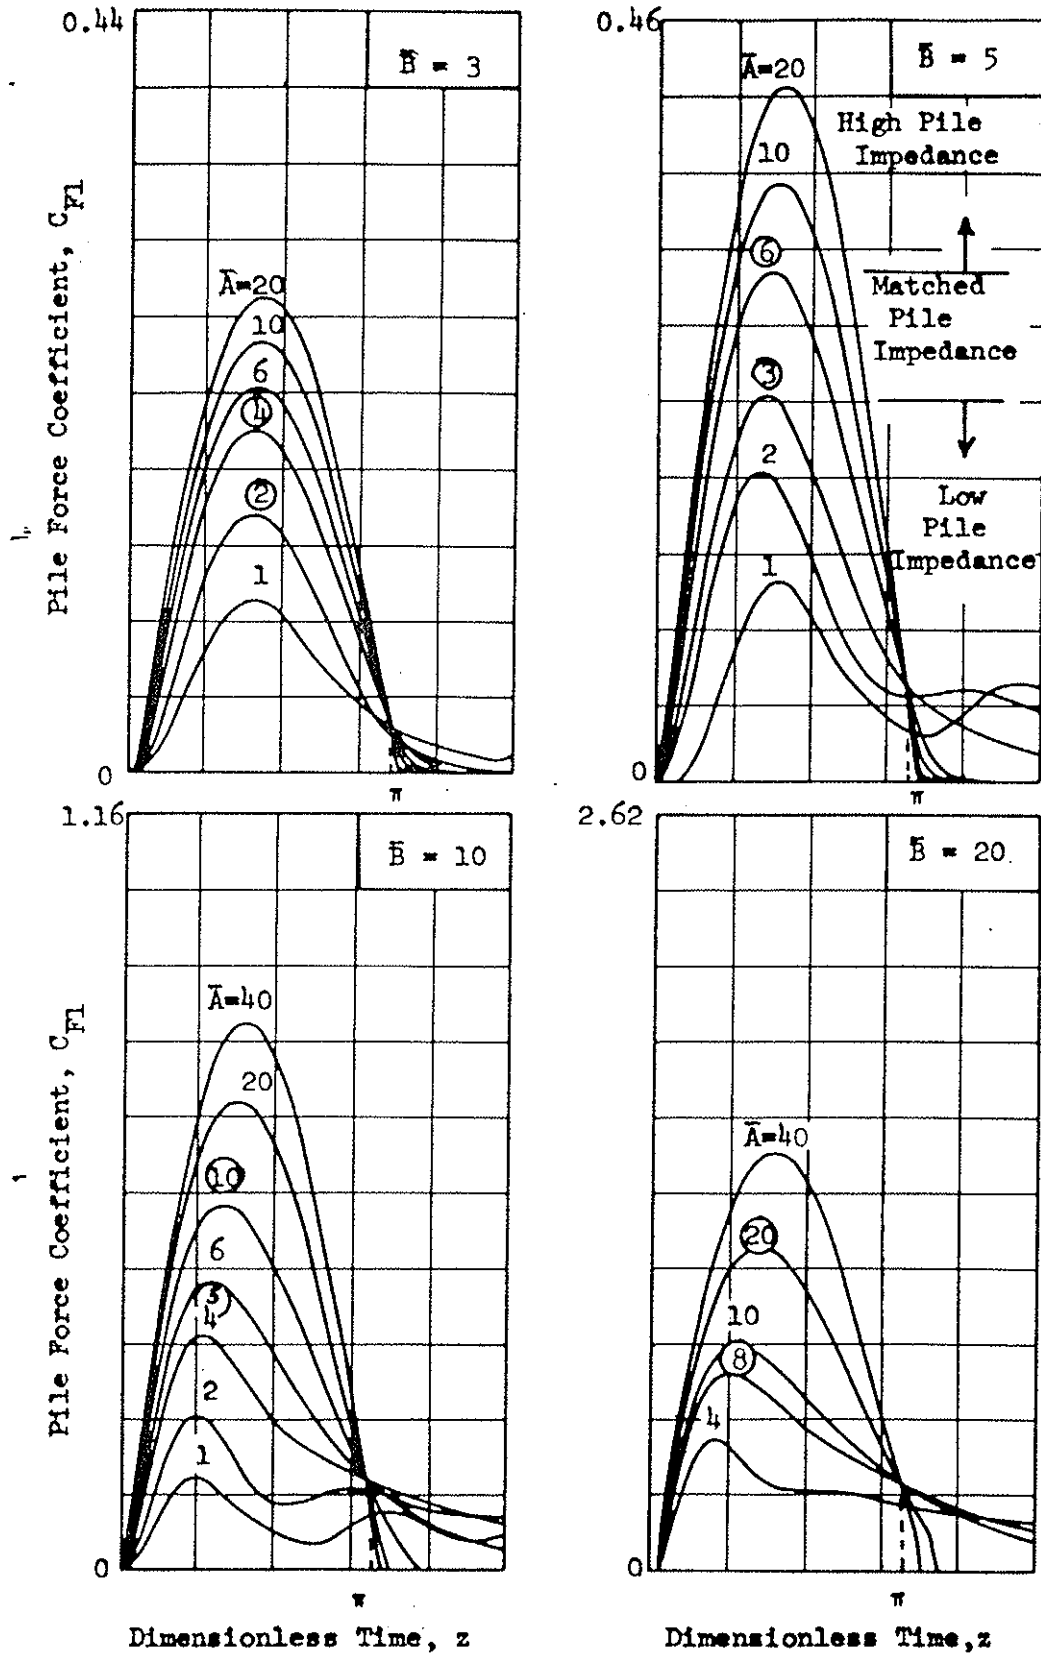 0.44
B̄ = 3
Pile Force Coefficient, C_F1
Ā=20
10
6
4
2
1
0
π
0.46
B̄ = 5
Ā=20
High Pile
Impedance
10
6
Matched
Pile
Impedance
3
2
Low
Pile
Impedance
1
0
π
1.16
B̄ = 10
Pile Force Coefficient, C_F1
Ā=40
20
10
6
4
2
1
0
π
Dimensionless Time, z
2.62
B̄ = 20
Ā=40
20
10
8
4
0
π
Dimensionless Time,z